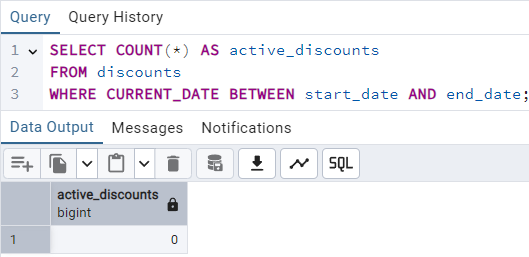 Query Query History
1 SELECT COUNT(*) AS active_discounts
2 FROM discounts
3 WHERE CURRENT_DATE BETWEEN start_date AND end_date;
Data Output Messages Notifications
SQL
active_discounts
bigint
1 0